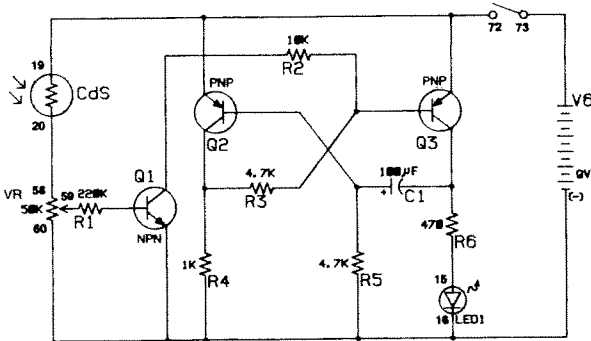 72 73
10K
R2
19
CdS
20
PNP
Q2
PNP
Q3
V6
9V
(-)
Q1
4.7K
R3
100µF
+ C1
58
VR 59 220K
50K
R1
60
NPN
1K R4
4.7K R5
470
R6
15
16 LED1